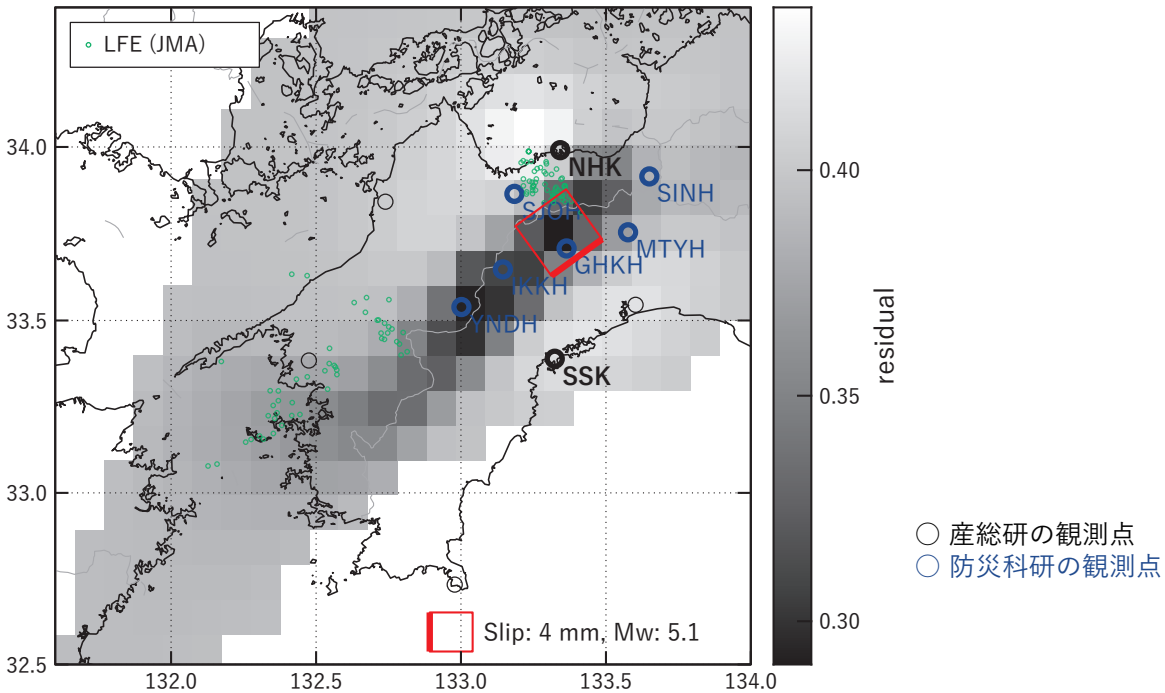 LFE (JMA)
34.0
33.5
33.0
32.5
132.0
132.5
133.0
133.5
134.0
NHK
SINH
SJOH
MTYH
GHKH
IKKH
YNDH
SSK
Slip: 4 mm, Mw: 5.1
0.40
0.35
0.30
residual
○ 産総研の観測点
○ 防災科研の観測点